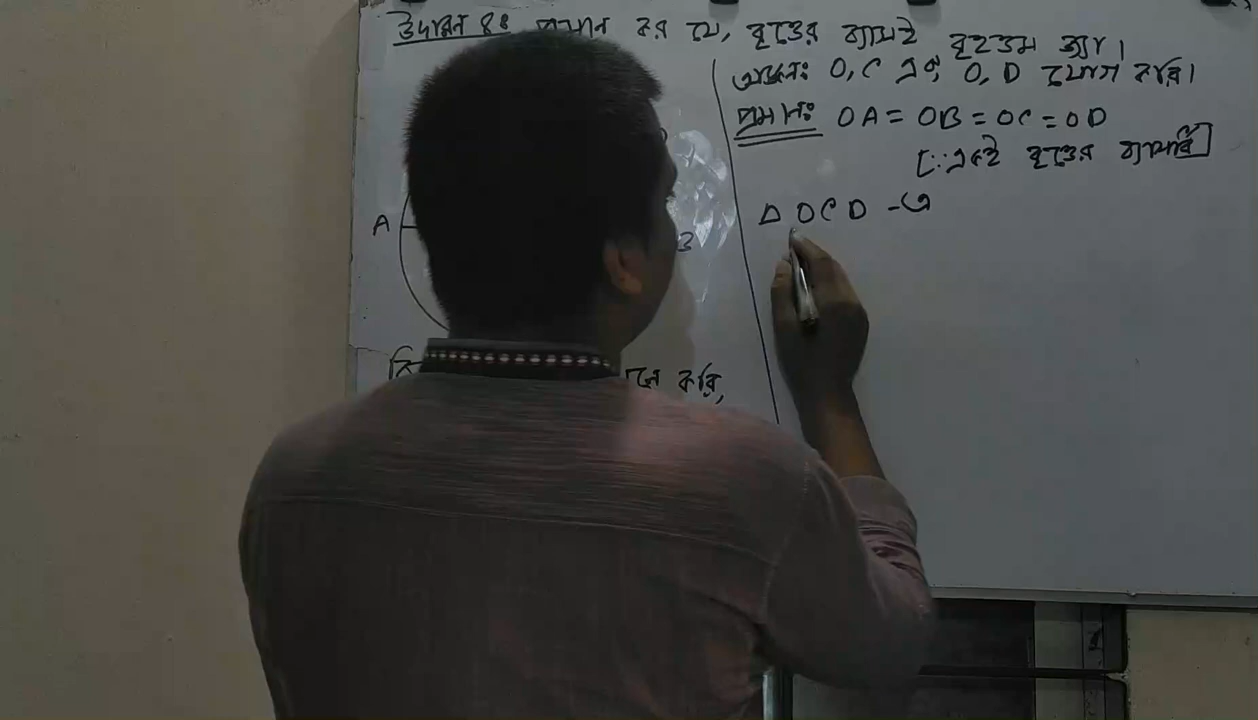 উদাহরন ৪ঃ প্রমান কর যে, বৃত্তের ব্যাসই বৃহত্তম জ্যা।
A
B
করি,
অঙ্কনঃ O, C এবং O, D যোগ করি।
প্রমাণঃ OA = OB = OC = OD
[∵ একই বৃত্তের ব্যাসার্ধ]
Δ OCD -এ